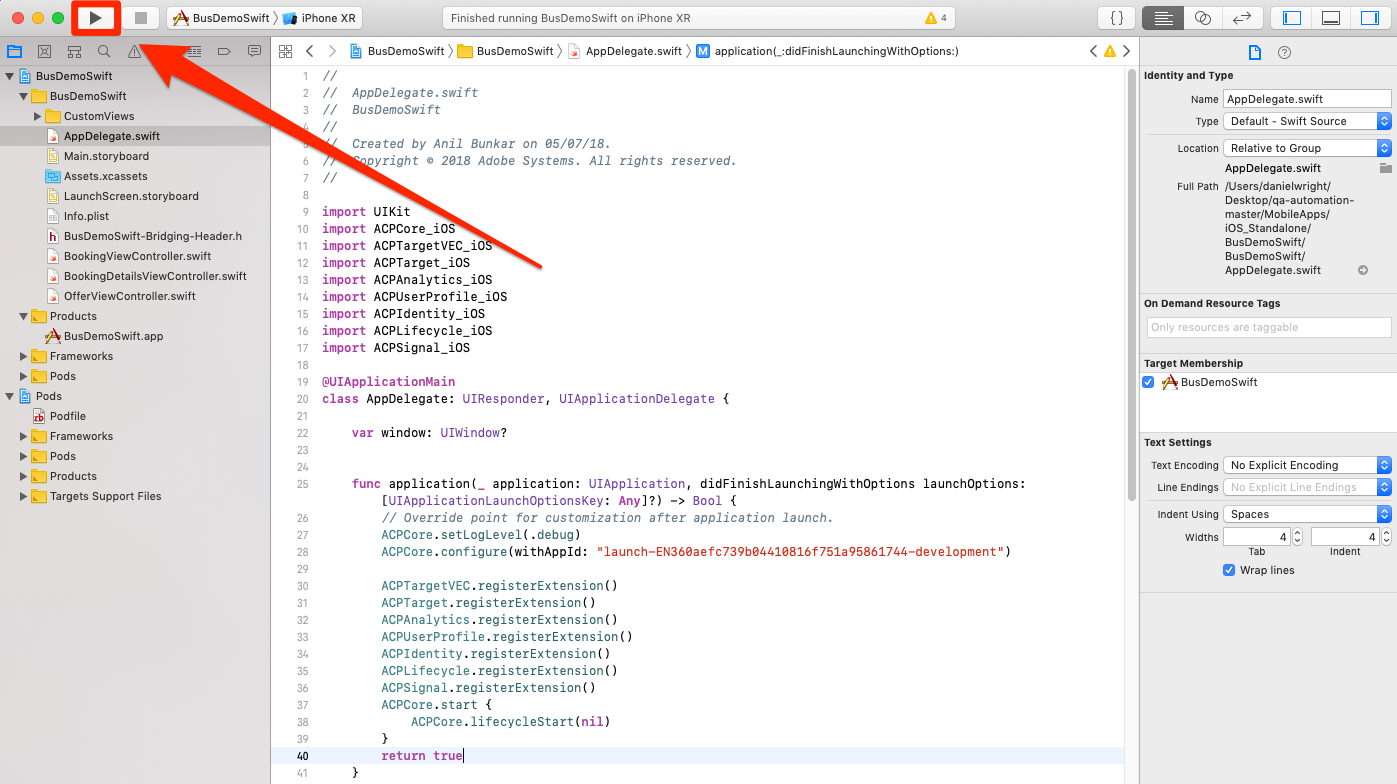 BusDemoSwift iPhone XR
Finished running BusDemoSwift on iPhone XR
4
{ }
BusDemoSwift
BusDemoSwift
CustomViews
AppDelegate.swift
Main.storyboard
Assets.xcassets
LaunchScreen.storyboard
Info.plist
BusDemoSwift-Bridging-Header.h
BookingViewController.swift
BookingDetailsViewController.swift
OfferViewController.swift
Products
BusDemoSwift.app
Frameworks
Pods
Pods
Podfile
Frameworks
Pods
Products
Targets Support Files
BusDemoSwift BusDemoSwift AppDelegate.swift M application(_:didFinishLaunchingWithOptions:)
1 //
2 // AppDelegate.swift
3 // BusDemoSwift
//
// Created by Anil Bunkar on 05/07/18.
6 // Copyright © 2018 Adobe Systems. All rights reserved.
7 //
8
9 import UIKit
10 import ACPCore_iOS
11 import ACPTargetVEC_iOS
12 import ACPTarget_iOS
13 import ACPAnalytics_iOS
14 import ACPUserProfile_iOS
15 import ACPIdentity_iOS
16 import ACPLifecycle_iOS
17 import ACPSignal_iOS
18
19 @UIApplicationMain
20 class AppDelegate: UIResponder, UIApplicationDelegate {
21
22 var window: UIWindow?
23
24
25 func application(_ application: UIApplication, didFinishLaunchingWithOptions launchOptions:
[UIApplicationLaunchOptionsKey: Any]?) -> Bool {
26 // Override point for customization after application launch.
27 ACPCore.setLogLevel(.debug)
28 ACPCore.configure(withAppId: "launch-EN360aefc739b04410816f751a95861744-development")
29
30 ACPTargetVEC.registerExtension()
31 ACPTarget.registerExtension()
32 ACPAnalytics.registerExtension()
33 ACPUserProfile.registerExtension()
34 ACPIdentity.registerExtension()
35 ACPLifecycle.registerExtension()
36 ACPSignal.registerExtension()
37 ACPCore.start {
38 ACPCore.lifecycleStart(nil)
39 }
40 return true
41 }
Identity and Type
Name AppDelegate.swift
Type Default - Swift Source
Location Relative to Group
AppDelegate.swift
Full Path /Users/danielwright/
Desktop/qa-automation-
master/MobileApps/
iOS_Standalone/
BusDemoSwift/
BusDemoSwift/
AppDelegate.swift
On Demand Resource Tags
Only resources are taggable
Target Membership
BusDemoSwift
Text Settings
Text Encoding No Explicit Encoding
Line Endings No Explicit Line Endings
Indent Using Spaces
Widths 4 4
Tab Indent
Wrap lines